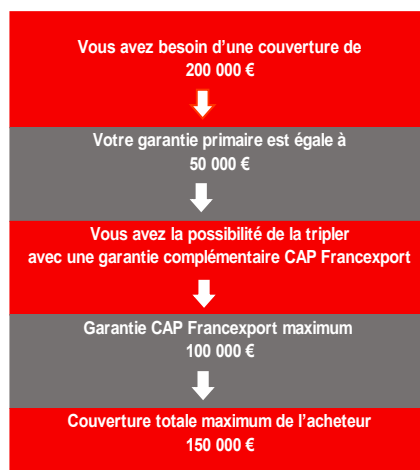 Vous avez besoin d'une couverture de
200 000 €
Votre garantie primaire est égale à
50 000 €
Vous avez la possibilité de la tripler
avec une garantie complémentaire CAP Francexport
Garantie CAP Francexport maximum
100 000 €
Couverture totale maximum de l'acheteur
150 000 €